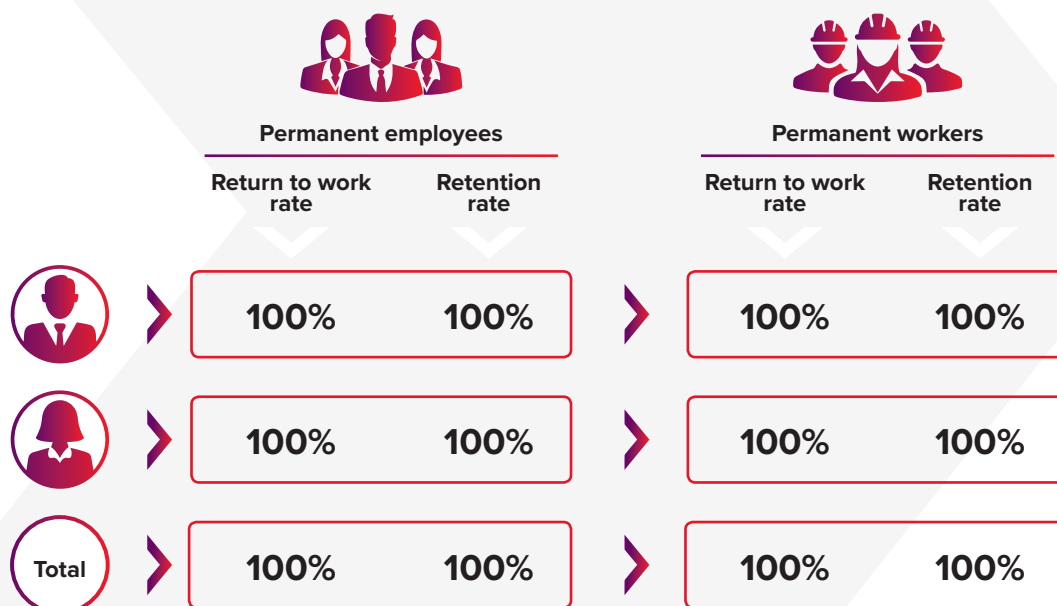 Permanent employees
Permanent workers
Return to work
rate
Retention
rate
Return to work
rate
Retention
rate
100% 100% 100% 100%
100% 100% 100% 100%
Total 100% 100% 100% 100%